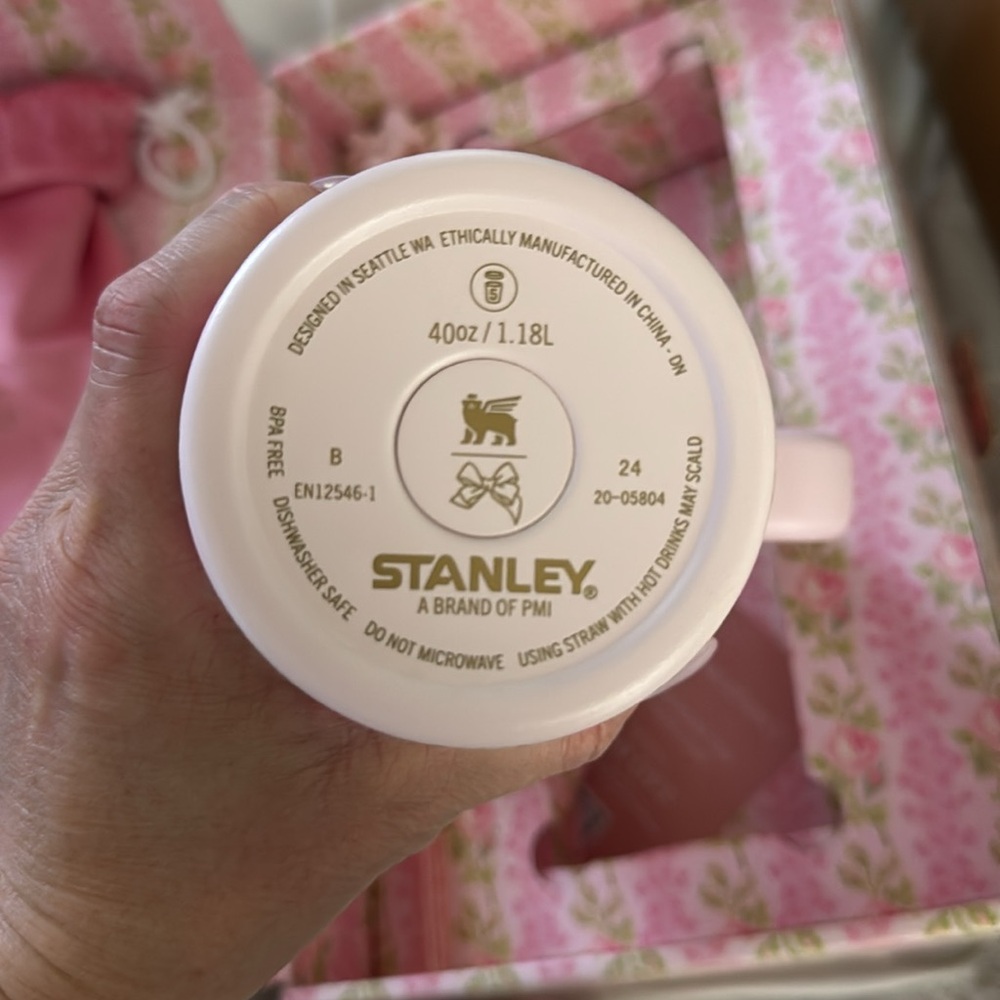 DESIGNED IN SEATTLE WA ETHICALLY MANUFACTURED IN CHINA - DN
S
40oz / 1.18L
B
EN12546-1
24
20-05804
STANLEY®
A BRAND OF PMI
BPA FREE DISHWASHER SAFE DO NOT MICROWAVE USING STRAW WITH HOT DRINKS MAY SCALD